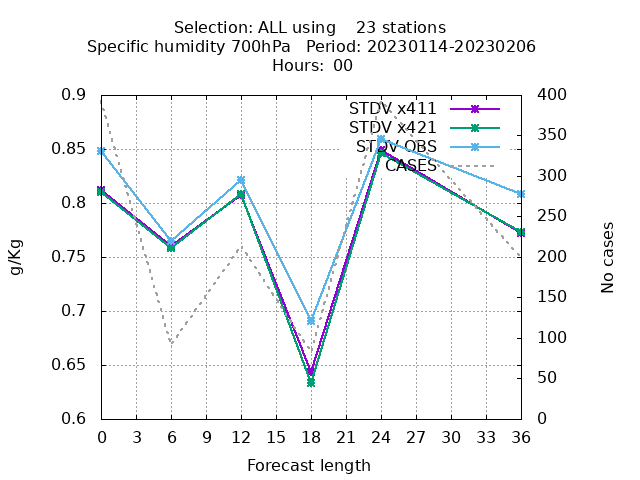 Selection: ALL using 23 stations
Specific humidity 700hPa Period: 20230114-20230206
Hours: 00
0.9
0.85
0.8
0.75
0.7
0.65
0.6
g/Kg
STDV x411
STDV x421
STDV OBS
CASES
400
350
300
250
200
150
100
50
0
No cases
0 3 6 9 12 15 18 21 24 27 30 33 36
Forecast length